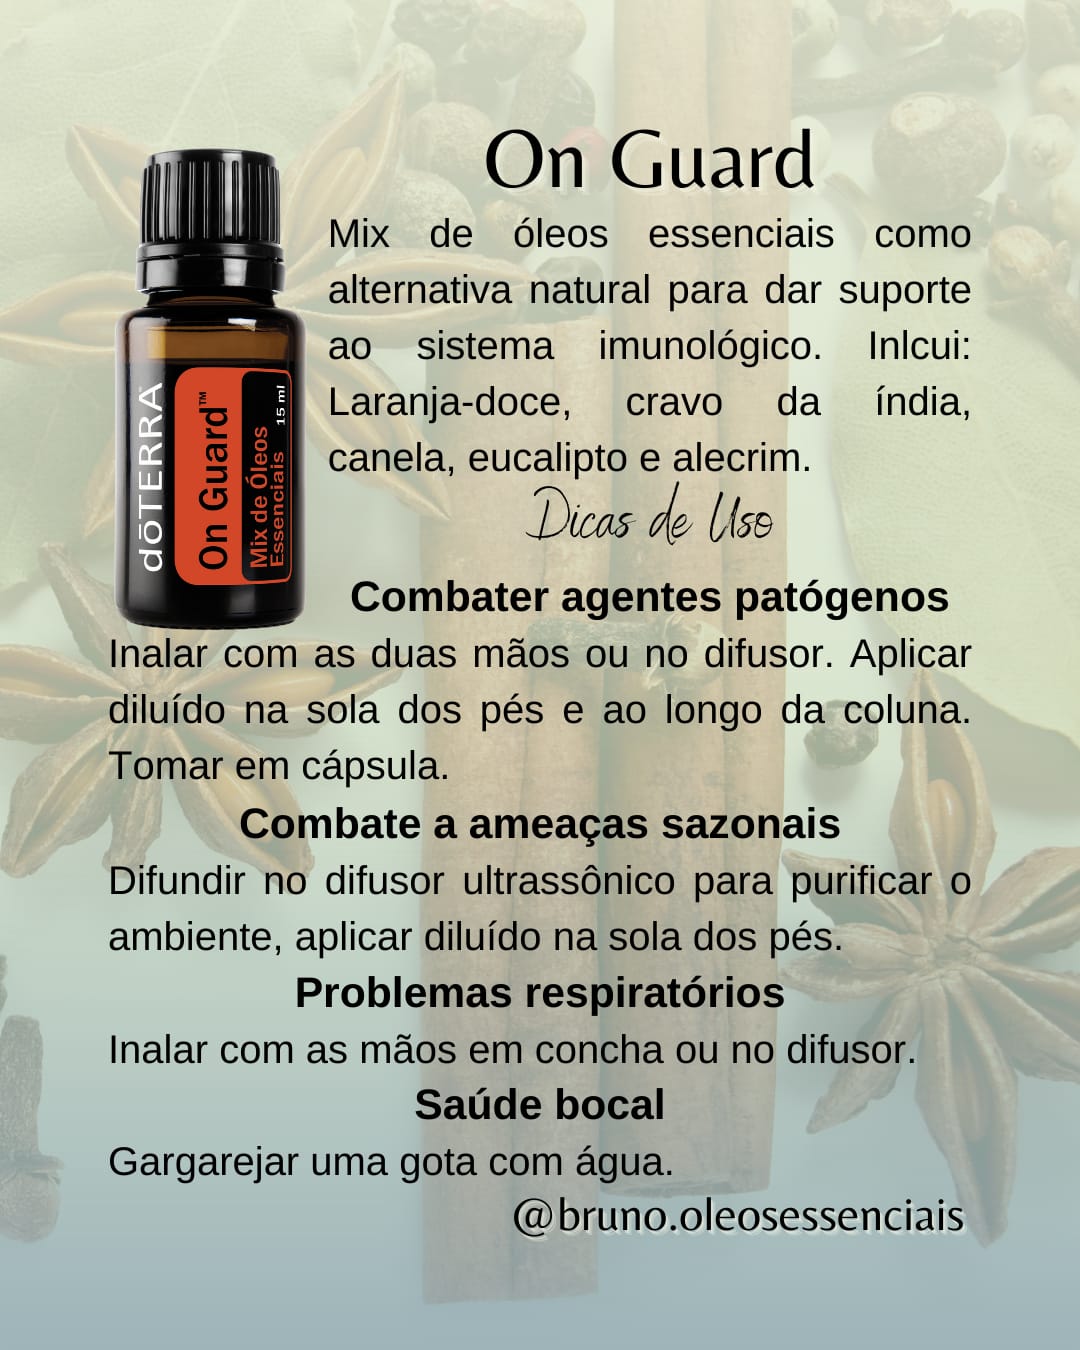 On Guard
Mix de óleos essenciais como
alternativa natural para dar suporte
ao sistema imunológico. Inlcui:
Laranja-doce, cravo da índia,
canela, eucalipto e alecrim.
dōTERRA
On Guard™
Mix de Óleos
Essenciais 15 ml
Dicas de Uso
Combater agentes patógenos
Inalar com as duas mãos ou no difusor. Aplicar
diluído na sola dos pés e ao longo da coluna.
Tomar em cápsula.
Combate a ameaças sazonais
Difundir no difusor ultrassônico para purificar o
ambiente, aplicar diluído na sola dos pés.
Problemas respiratórios
Inalar com as mãos em concha ou no difusor.
Saúde bocal
Gargarejar uma gota com água.
@bruno.oleosessenciais